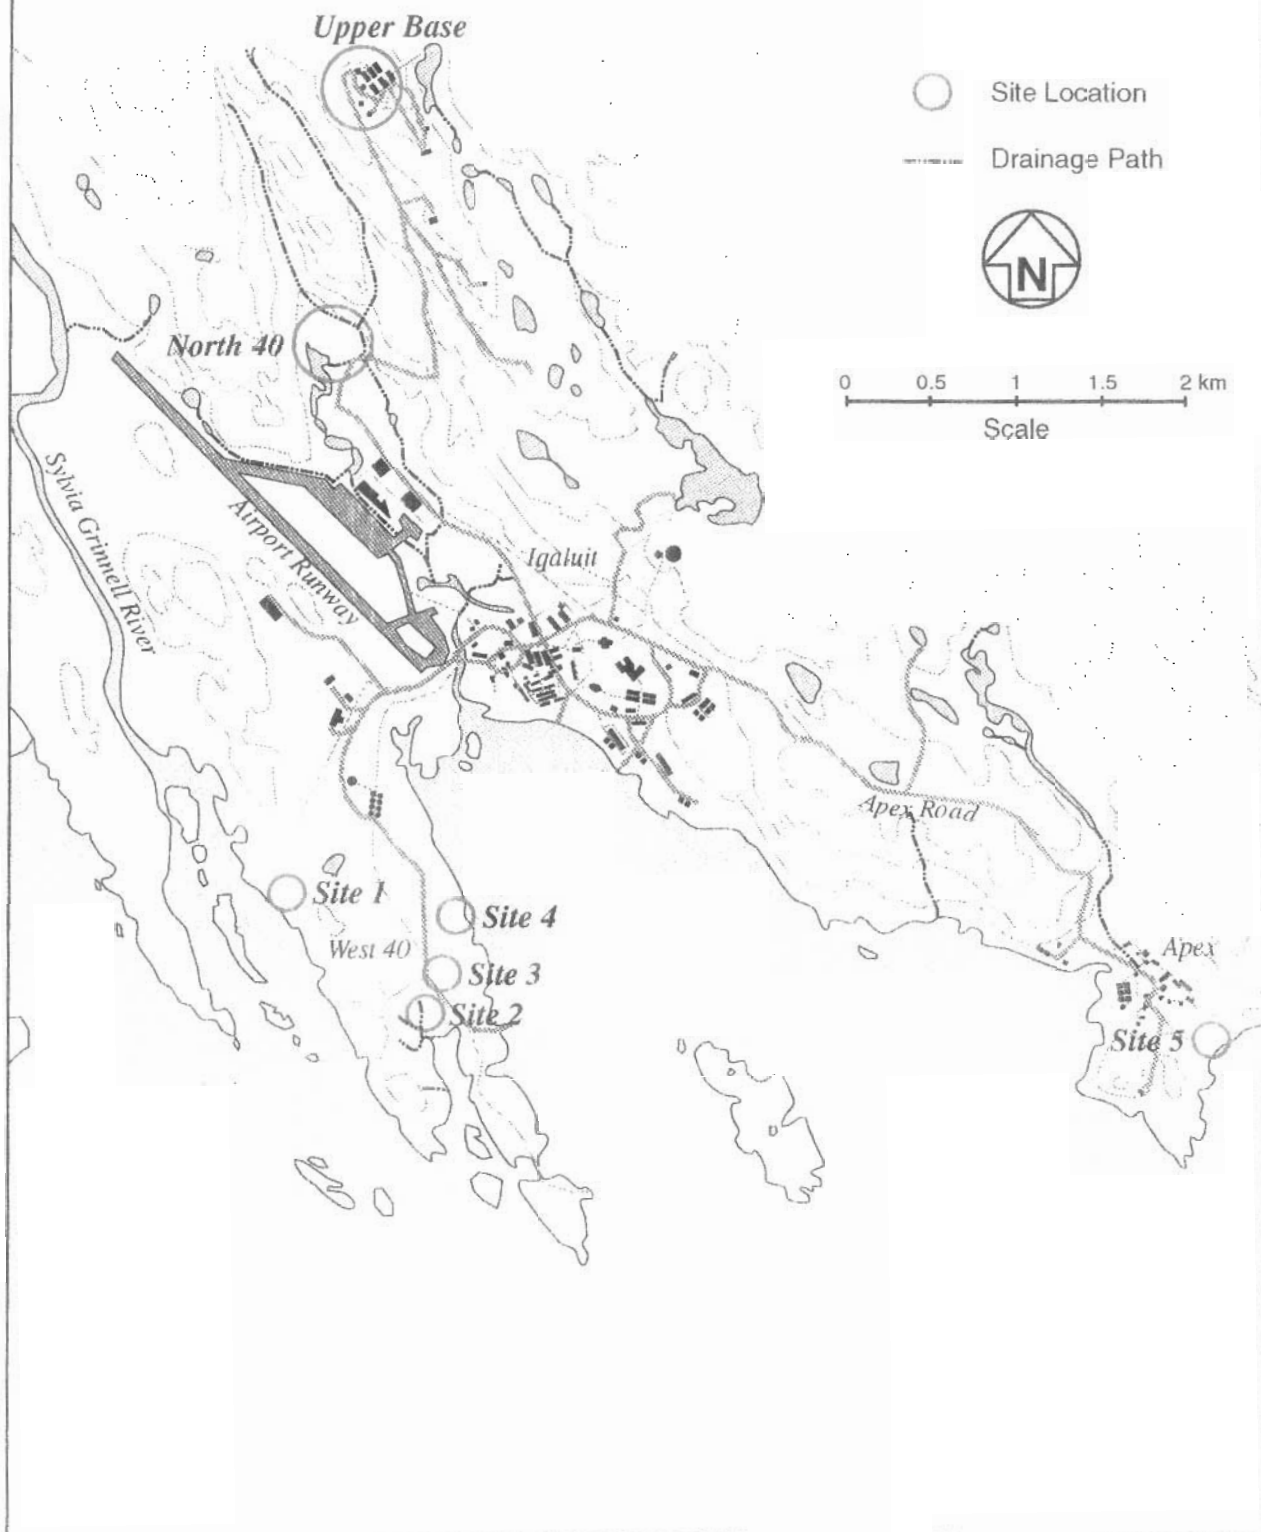 Upper Base
Site Location
Drainage Path
N
North 40
0 0.5 1 1.5 2 km
Scale
Sylvia Grinnell River
Airport Runway
Iqaluit
Apex Road
Site 1
Site 4
West 40
Apex
Site 3
Site 2
Site 5